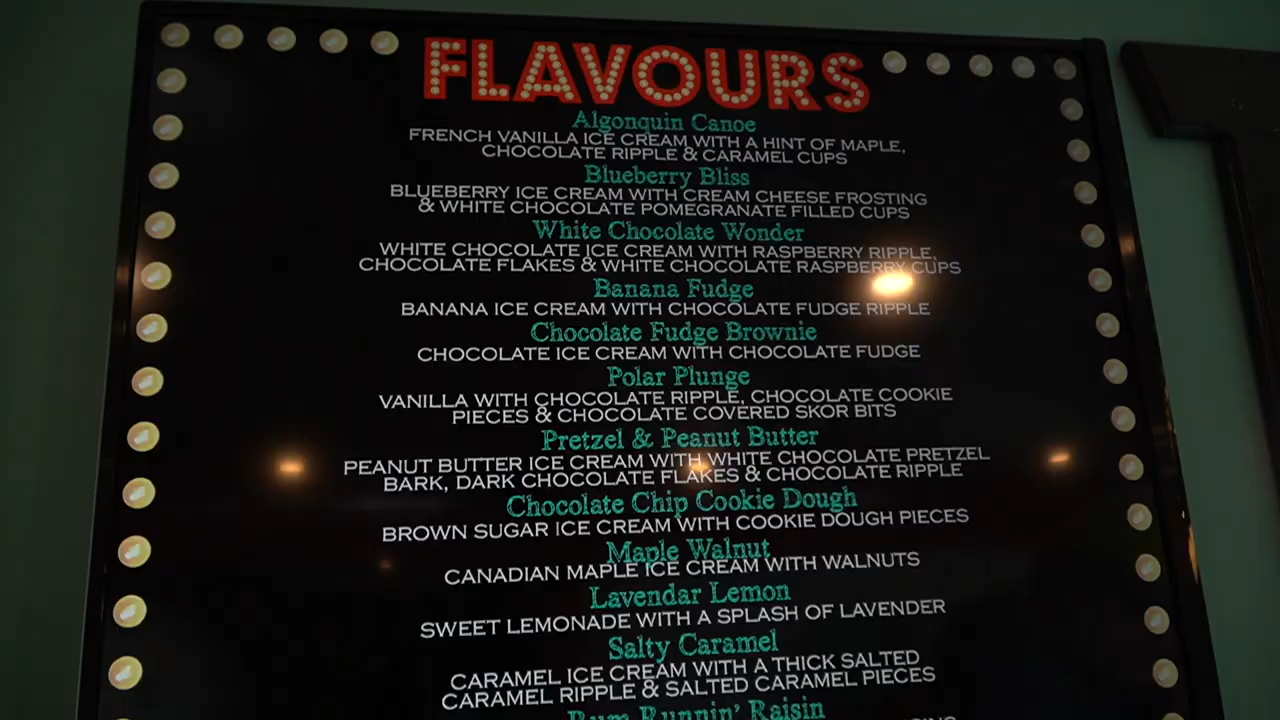 FLAVOURS
Algonquin Canoe
FRENCH VANILLA ICE CREAM WITH A HINT OF MAPLE,
CHOCOLATE RIPPLE & CARAMEL CUPS
Blueberry Bliss
BLUEBERRY ICE CREAM WITH CREAM CHEESE FROSTING
& WHITE CHOCOLATE POMEGRANATE FILLED CUPS
White Chocolate Wonder
WHITE CHOCOLATE ICE CREAM WITH RASPBERRY RIPPLE,
CHOCOLATE FLAKES & WHITE CHOCOLATE RASPBERRY CUPS
Banana Fudge
BANANA ICE CREAM WITH CHOCOLATE FUDGE RIPPLE
Chocolate Fudge Brownie
CHOCOLATE ICE CREAM WITH CHOCOLATE FUDGE
Polar Plunge
VANILLA WITH CHOCOLATE RIPPLE, CHOCOLATE COOKIE
PIECES & CHOCOLATE COVERED SKOR BITS
Pretzel & Peanut Butter
PEANUT BUTTER ICE CREAM WITH WHITE CHOCOLATE PRETZEL
BARK, DARK CHOCOLATE FLAKES & CHOCOLATE RIPPLE
Chocolate Chip Cookie Dough
BROWN SUGAR ICE CREAM WITH COOKIE DOUGH PIECES
Maple Walnut
CANADIAN MAPLE ICE CREAM WITH WALNUTS
Lavendar Lemon
SWEET LEMONADE WITH A SPLASH OF LAVENDER
Salty Caramel
CARAMEL ICE CREAM WITH A THICK SALTED
CARAMEL RIPPLE & SALTED CARAMEL PIECES
Rum Runnin' Raisin